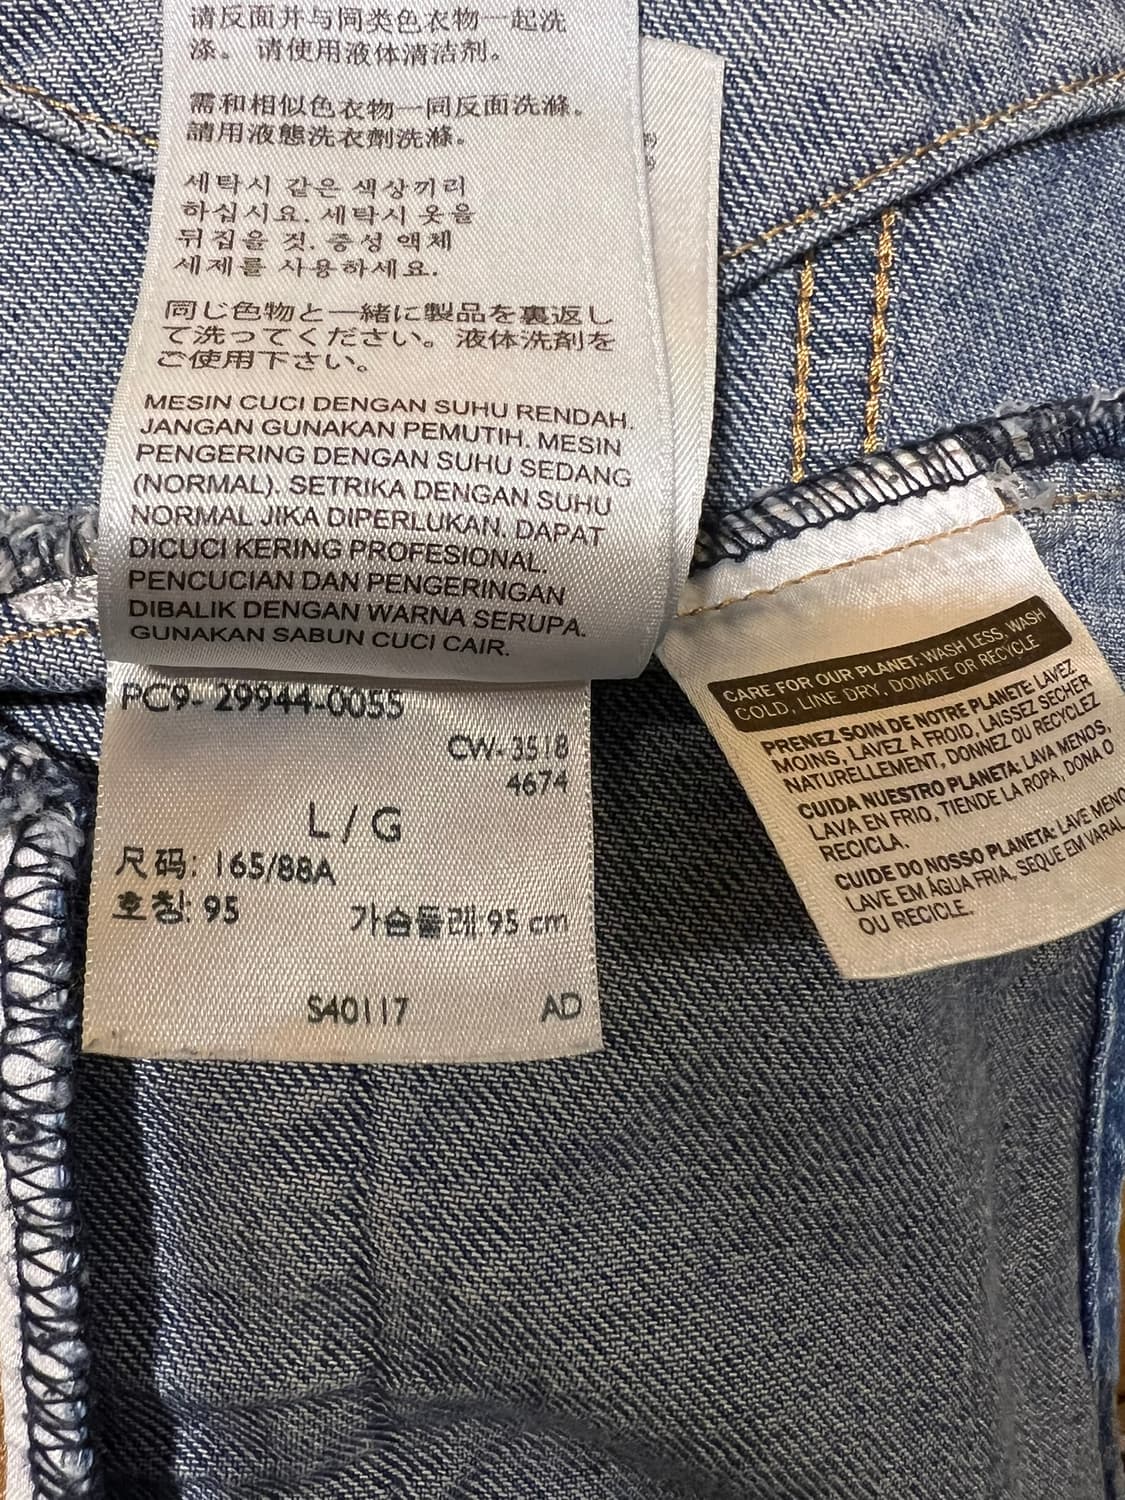 请反面并与同类色衣物一起洗
涤。请使用液体清洁剂。
需和相似色衣物一同反面洗滌。
請用液態洗衣劑洗滌。
세탁시 같은 색상끼리
하십시요. 세탁시 옷을
뒤집을 것. 중성 액체
세제를 사용하세요.
同じ色物と一緒に製品を裏返し
て洗ってください。液体洗剤を
ご使用下さい。
MESIN CUCI DENGAN SUHU RENDAH.
JANGAN GUNAKAN PEMUTIH. MESIN
PENGERING DENGAN SUHU SEDANG
(NORMAL). SETRIKA DENGAN SUHU
NORMAL JIKA DIPERLUKAN. DAPAT
DICUCI KERING PROFESIONAL.
PENCUCIAN DAN PENGERINGAN
DIBALIK DENGAN WARNA SERUPA.
GUNAKAN SABUN CUCI CAIR.
PC9-29944-0055
CW-3518
4674
L / G
尺码: 165/88A
호칭: 95 가슴둘레:95 cm
S40117 AD
CARE FOR OUR PLANET: WASH LESS, WASH
COLD, LINE DRY, DONATE OR RECYCLE
PRENEZ SOIN DE NOTRE PLANÈTE: LAVEZ
MOINS, LAVEZ À FROID, LAISSEZ SÉCHER
NATURELLEMENT, DONNEZ OU RECYCLEZ
CUIDA NUESTRO PLANETA: LAVA MENOS,
LAVA EN FRIO, TIENDE LA ROPA, DONA O
RECICLA.
CUIDE DO NOSSO PLANETA: LAVE MENO
LAVE EM ÁGUA FRIA, SEQUE EM VARAL
OU RECICLE.